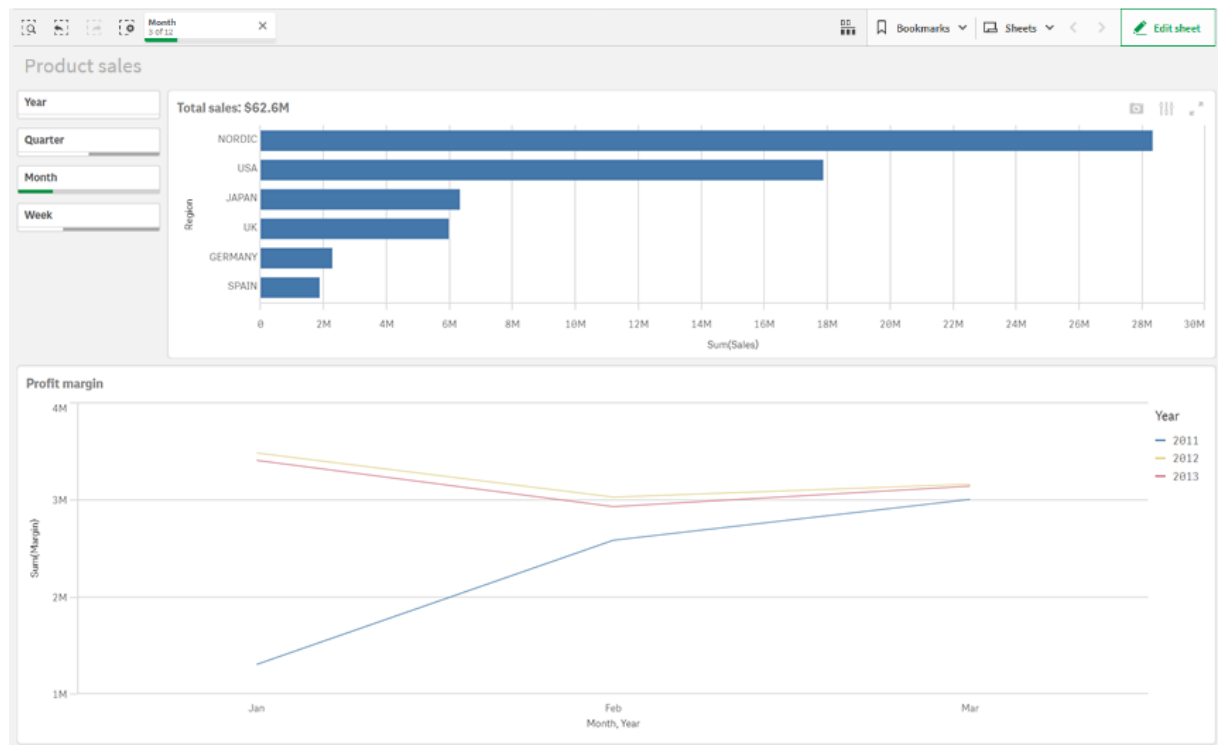 Month
3 of 12
Bookmarks
Sheets
Edit sheet
Product sales
Year
Quarter
Month
Week
Total sales: $62.6M
Region
NORDIC
USA
JAPAN
UK
GERMANY
SPAIN
0 2M 4M 6M 8M 10M 12M 14M 16M 18M 20M 22M 24M 26M 28M 30M
Sum(Sales)
Profit margin
Sum(Margin)
4M
3M
2M
1M
Jan Feb Mar
Month, Year
Year
2011
2012
2013